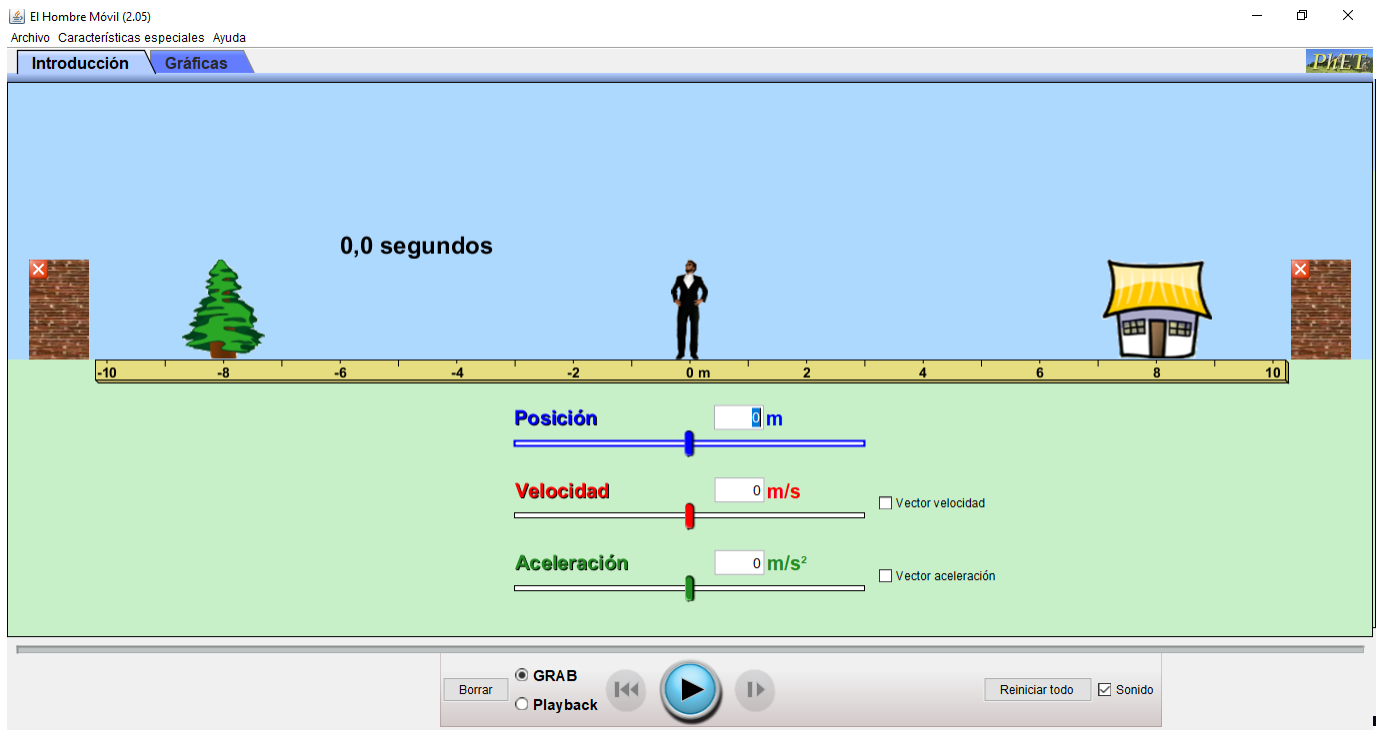 El Hombre Móvil (2.05)
Archivo Características especiales Ayuda
Introducción Gráficas
PhET
0,0 segundos
-10 -8 -6 -4 -2 0 m 2 4 6 8 10
Posición 0 m
Velocidad 0 m/s
Vector velocidad
Aceleración 0 m/s²
Vector aceleración
Borrar
GRAB
Playback
Reiniciar todo
Sonido